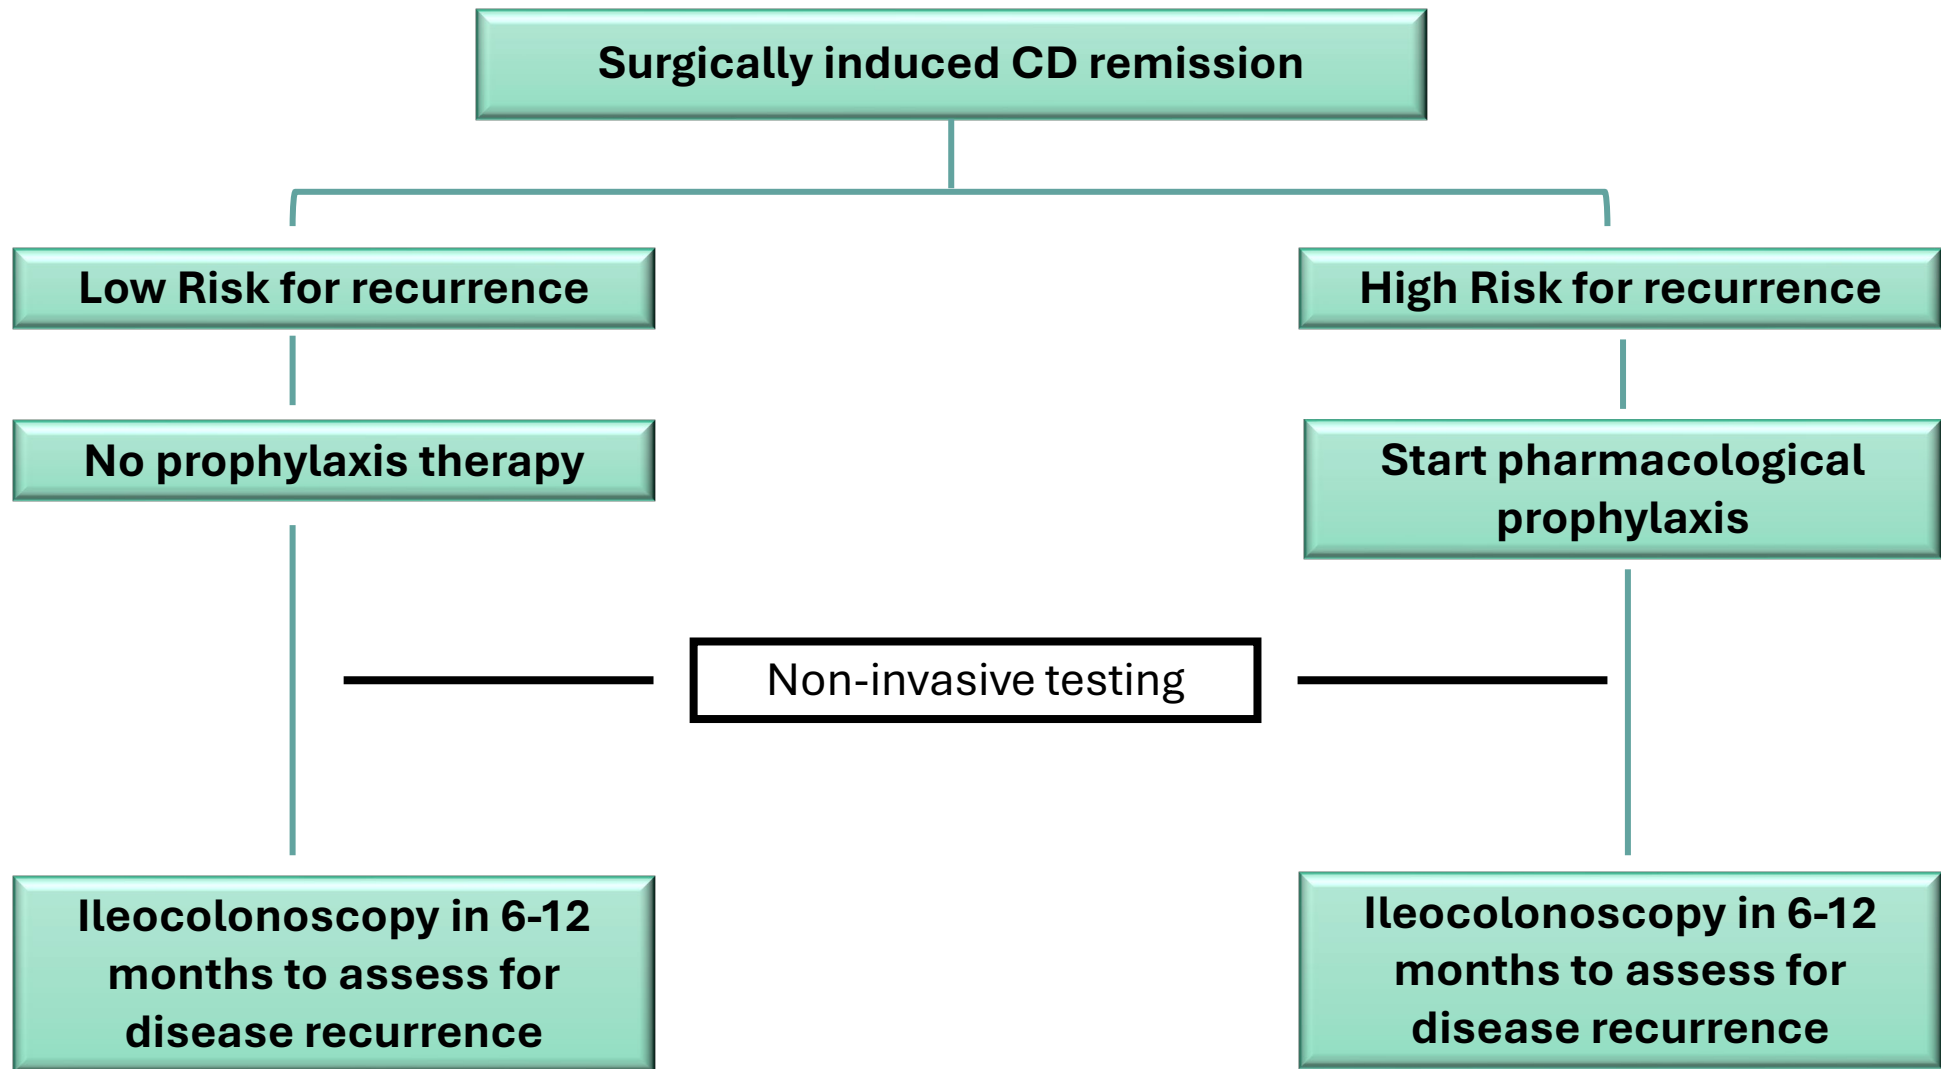 Surgically induced CD remission
Low Risk for recurrence
High Risk for recurrence
No prophylaxis therapy
Start pharmacological
prophylaxis
Non-invasive testing
Ileocolonoscopy in 6-12
months to assess for
disease recurrence
Ileocolonoscopy in 6-12
months to assess for
disease recurrence